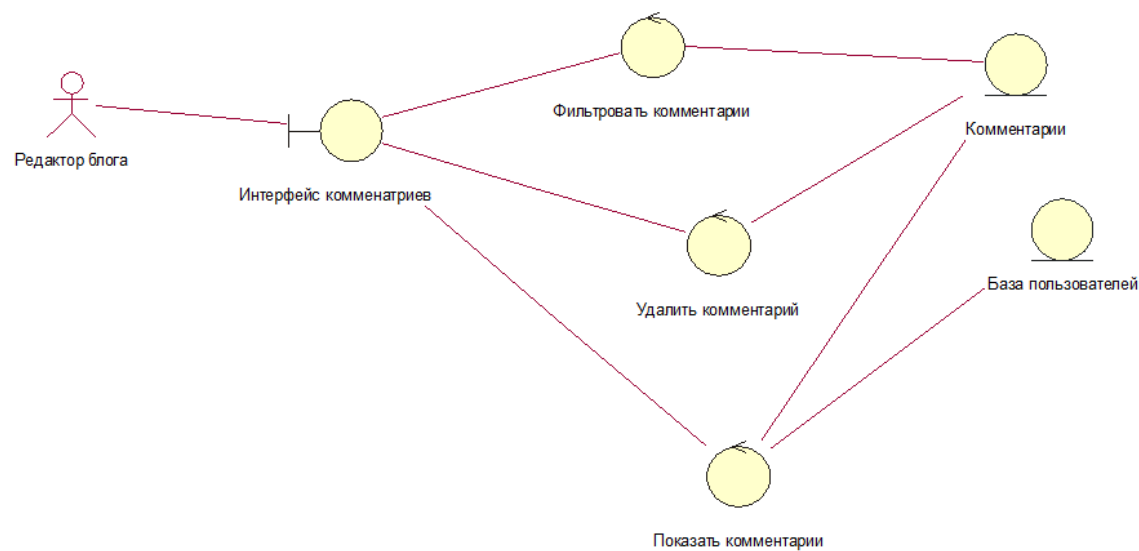 Фильтровать комментарии
Комментарии
Редактор блога
Интерфейс комменатриев
База пользователей
Удалить комментарий
Показать комментарии